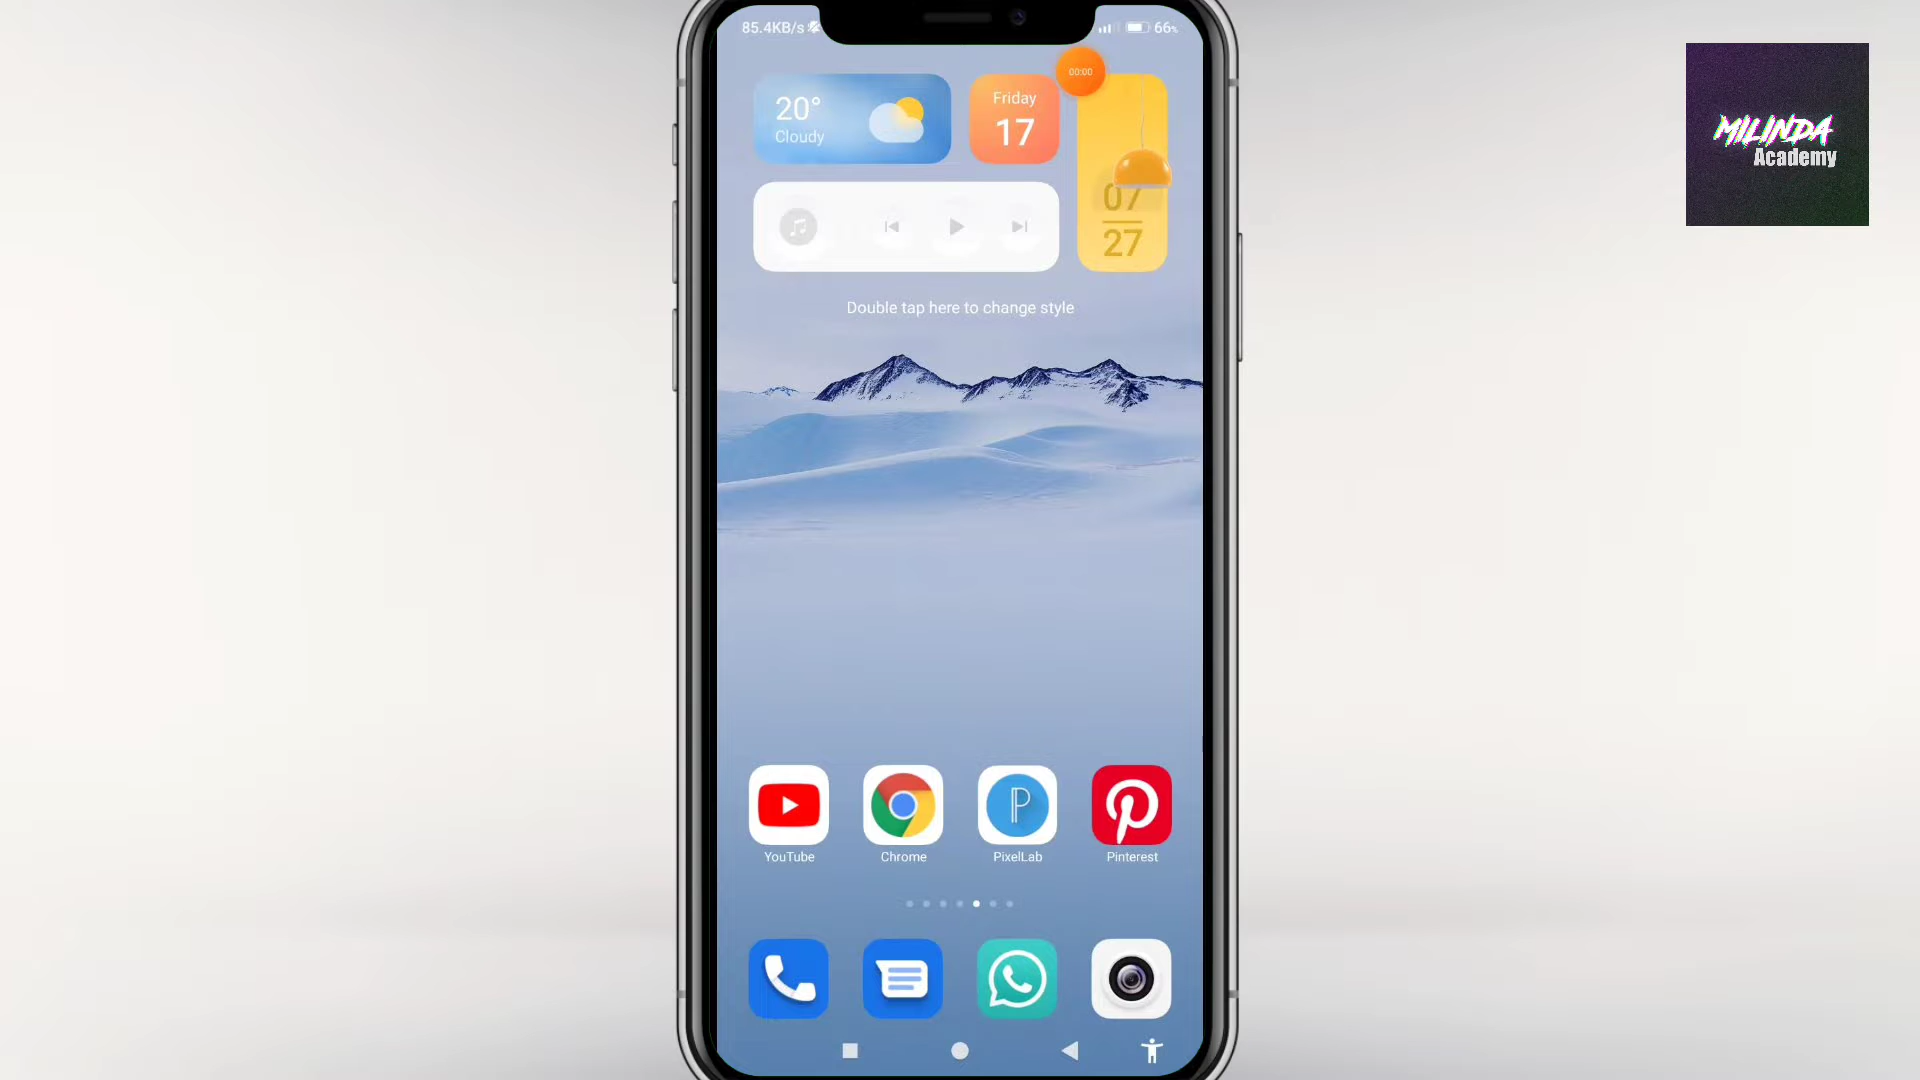 85.4KB/s
66%
00:00
20°
Cloudy
Friday
17
07
27
Double tap here to change style
YouTube
Chrome
PixelLab
Pinterest
MILINDA
Academy